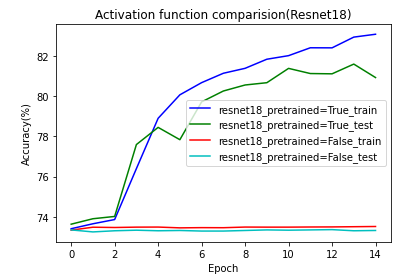 Activation function comparision(Resnet18)
Accuracy(%)
82
80
78
76
74
resnet18_pretrained=True_train
resnet18_pretrained=True_test
resnet18_pretrained=False_train
resnet18_pretrained=False_test
0 2 4 6 8 10 12 14
Epoch